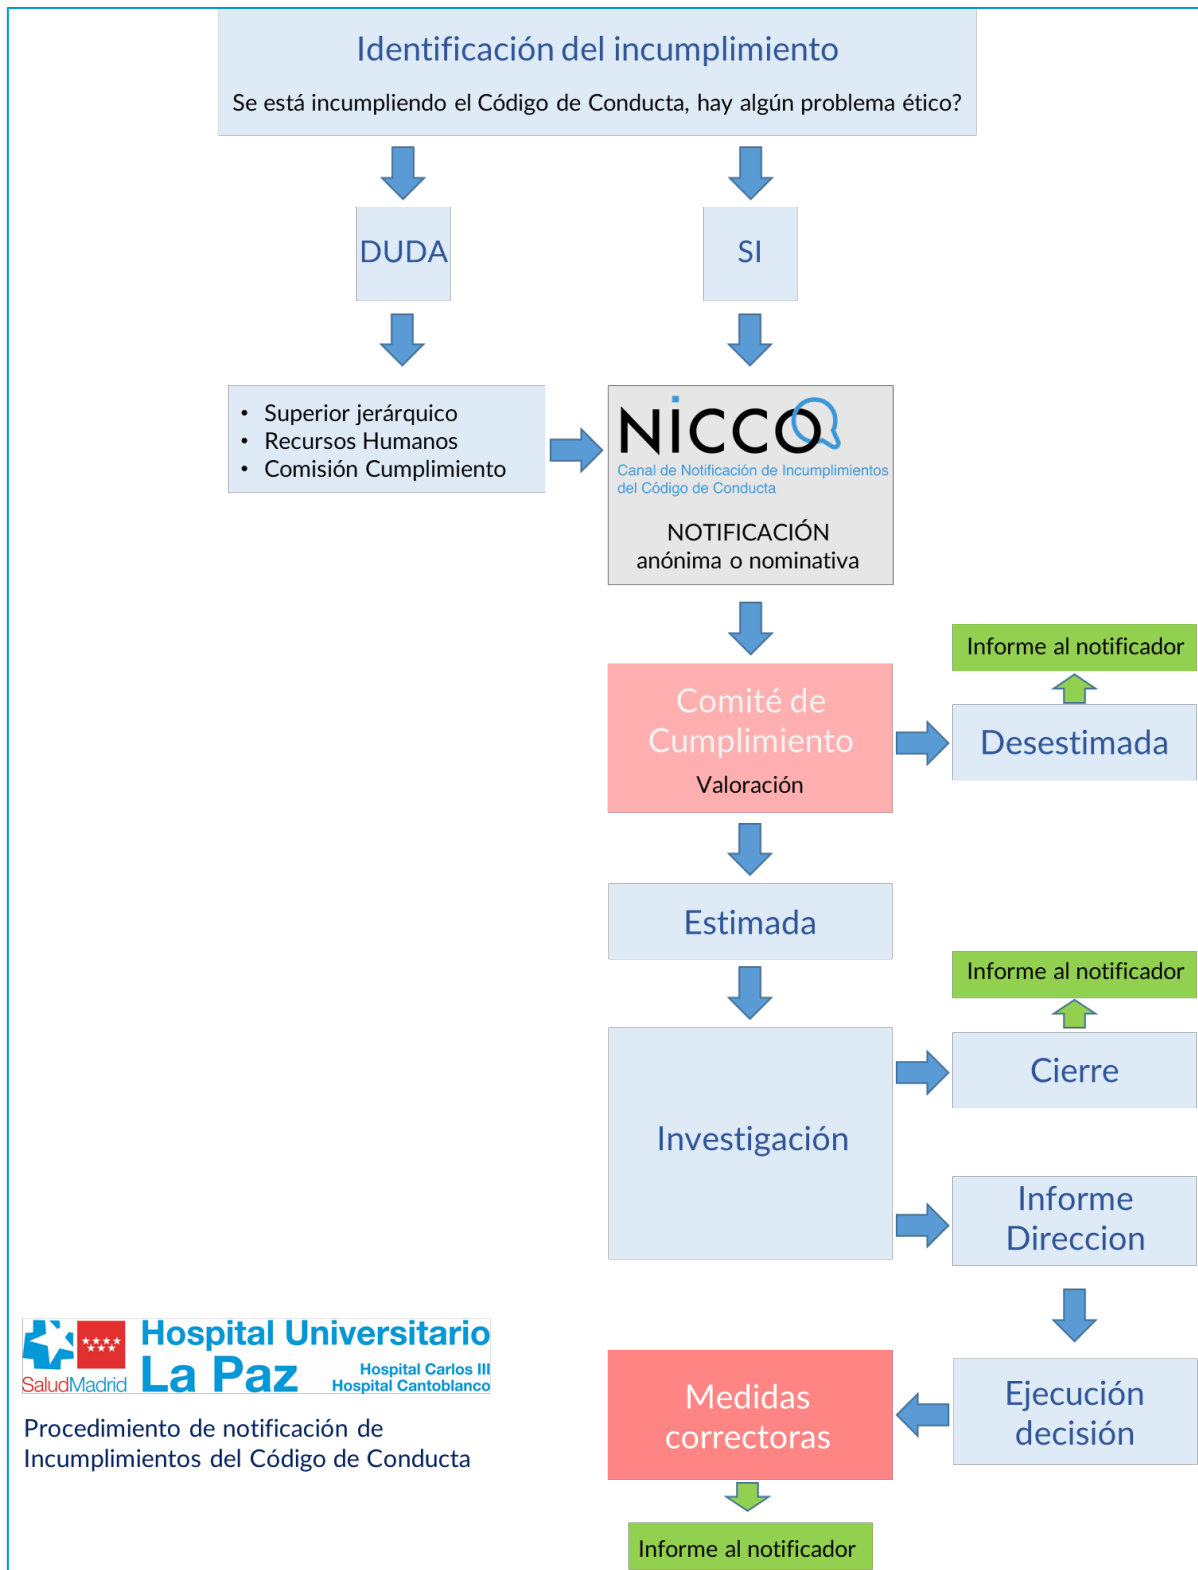 Identificación del incumplimiento
Se está incumpliendo el Código de Conducta, hay algún problema ético?
DUDA
SI
• Superior jerárquico
• Recursos Humanos
• Comisión Cumplimiento
NiCCO
Canal de Notificación de Incumplimientos
del Código de Conducta
NOTIFICACIÓN
anónima o nominativa
Comité de
Cumplimiento
Valoración
Informe al notificador
Desestimada
Estimada
Informe al notificador
Cierre
Investigación
Informe
Direccion
Ejecución
decisión
Medidas
correctoras
Informe al notificador
SaludMadrid
Hospital Universitario
La Paz
Hospital Carlos III
Hospital Cantoblanco
Procedimiento de notificación de
Incumplimientos del Código de Conducta